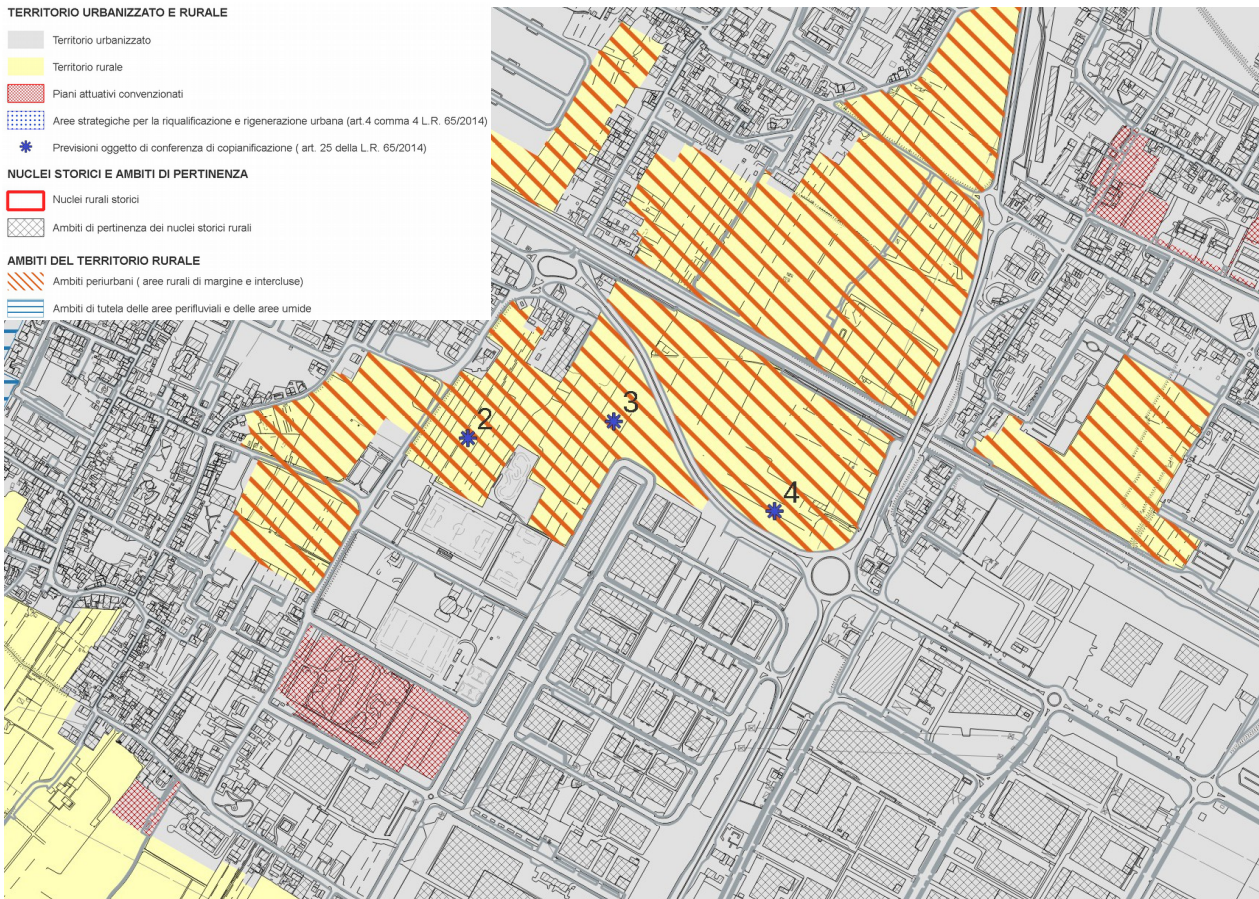 TERRITORIO URBANIZZATO E RURALE
Territorio urbanizzato
Territorio rurale
Piani attuativi convenzionati
Aree strategiche per la riqualificazione e rigenerazione urbana (art.4 comma 4 L.R. 65/2014)
Previsioni oggetto di conferenza di copianificazione ( art. 25 della L.R. 65/2014)
NUCLEI STORICI E AMBITI DI PERTINENZA
Nuclei rurali storici
Ambiti di pertinenza dei nuclei storici rurali
AMBITI DEL TERRITORIO RURALE
Ambiti periurbani ( aree rurali di margine e intercluse)
Ambiti di tutela delle aree perifluviali e delle aree umide
3
2
4